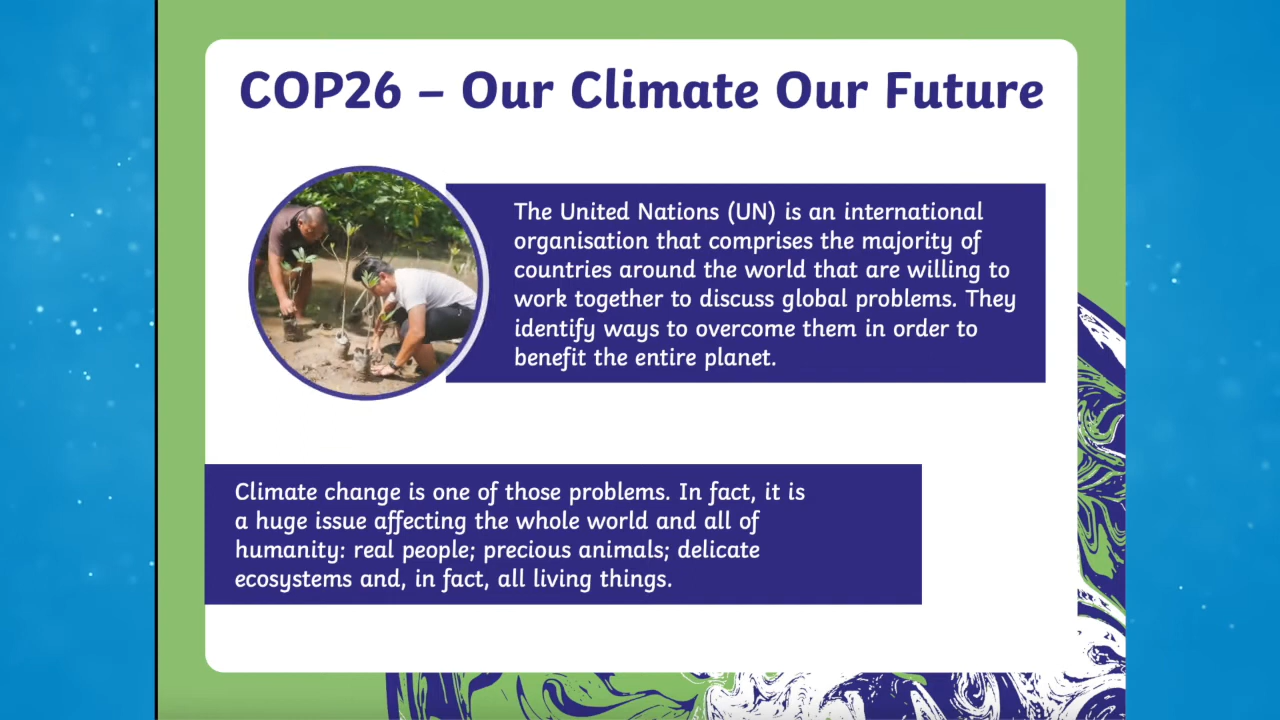 COP26 – Our Climate Our Future
The United Nations (UN) is an international
organisation that comprises the majority of
countries around the world that are willing to
work together to discuss global problems. They
identify ways to overcome them in order to
benefit the entire planet.
Climate change is one of those problems. In fact, it is
a huge issue affecting the whole world and all of
humanity: real people; precious animals; delicate
ecosystems and, in fact, all living things.